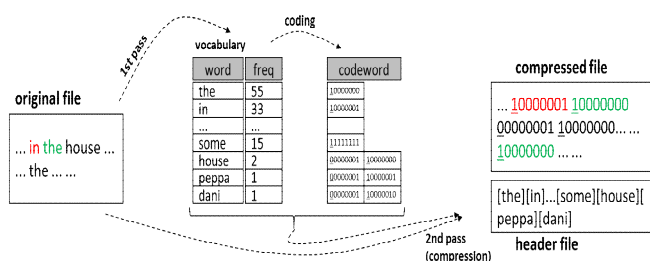 coding
1st pass
vocabulary
word freq codeword
the 55 10000000
in 33 10000001
... ...
some 15 11111111
house 2 00000001 10000000
peppa 1 00000001 10000001
dani 1 00000001 10000010
original file
... in the house ...
... the ... ...
compressed file
... 10000001 10000000
00000001 10000000... ...
10000000 ... ...
[the][in]...[some][house][
peppa][dani]
header file
2nd pass
(compression)